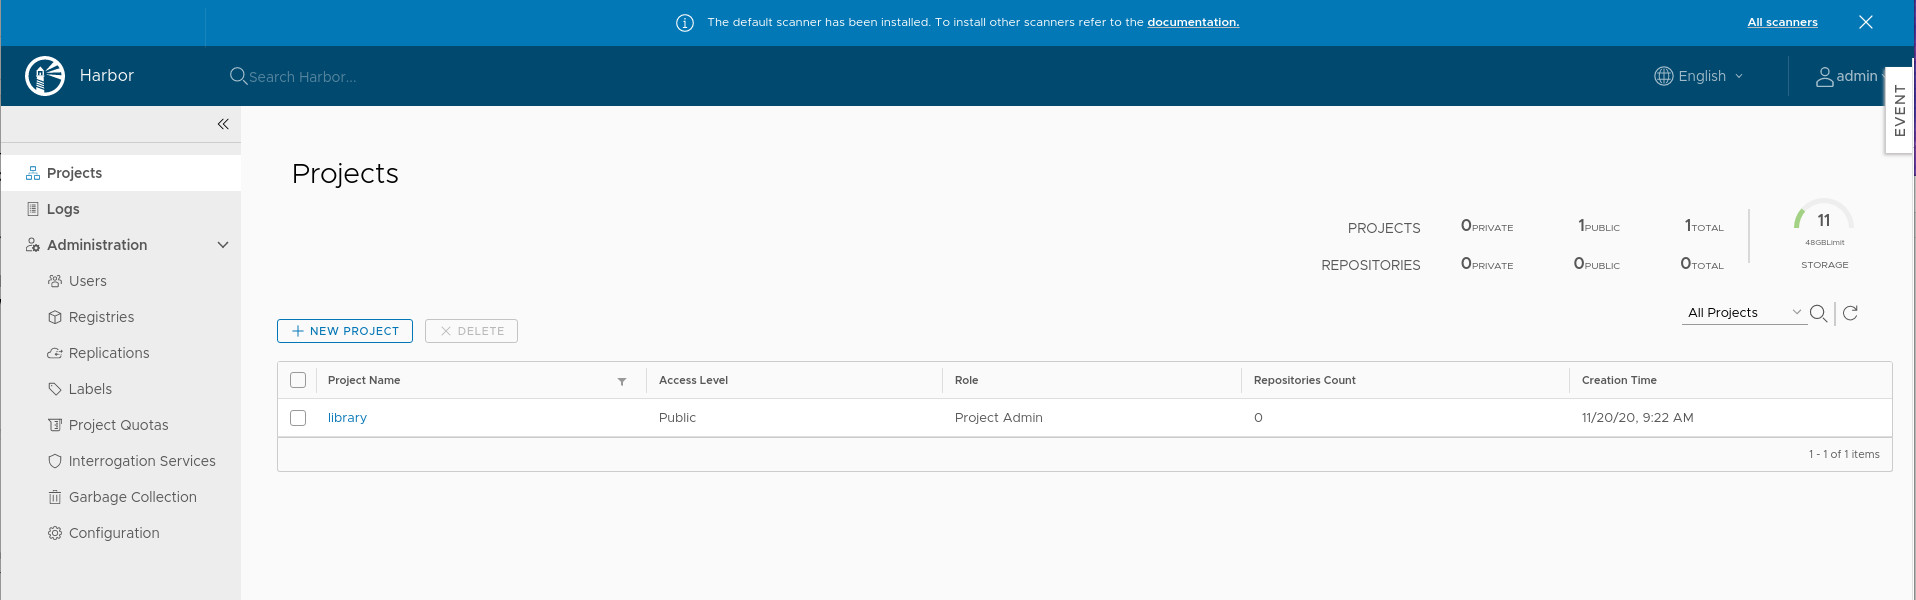 The default scanner has been installed. To install other scanners refer to the documentation.
All scanners
Harbor
Search Harbor...
English
admin
EVENT
Projects
Logs
Administration
Users
Registries
Replications
Labels
Project Quotas
Interrogation Services
Garbage Collection
Configuration
Projects
PROJECTS 0PRIVATE 1PUBLIC 1TOTAL
REPOSITORIES 0PRIVATE 0PUBLIC 0TOTAL
11
48GBLimit
STORAGE
All Projects
NEW PROJECT
DELETE
Project Name Access Level Role Repositories Count Creation Time
library Public Project Admin 0 11/20/20, 9:22 AM
1 - 1 of 1 items